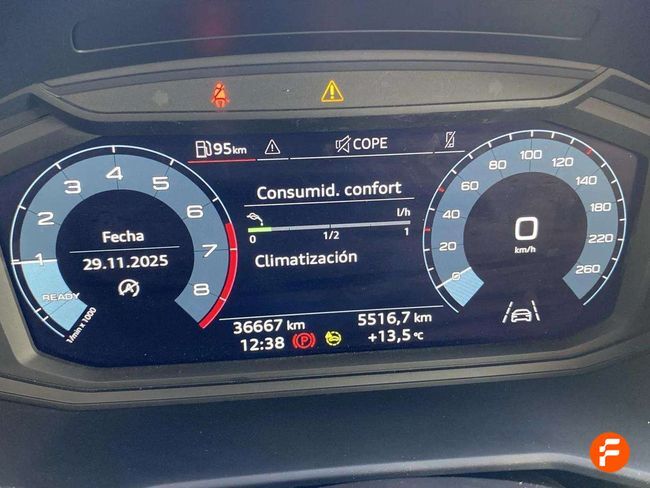 95 km
COPE
Consumid. confort
l/h
0 1/2 1
Climatización
Fecha
29.11.2025
READY 1 2 3 4 5 6 7 8
1/min x 1000
0 20 40 60 80 100 120 140 180 220 260
0
km/h
36667 km
5516,7 km
12:38
P
+13,5 °C